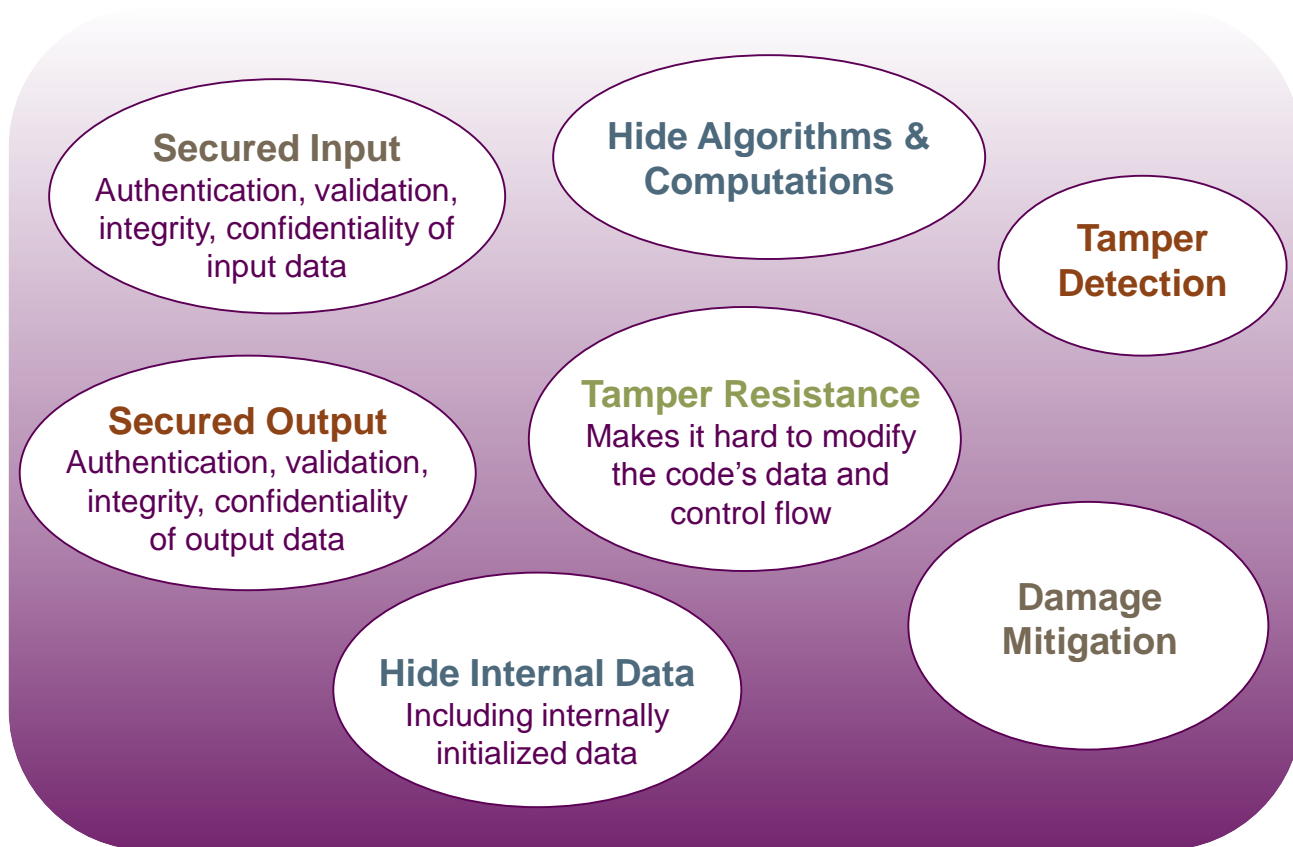 Secured Input
Authentication, validation,
integrity, confidentiality of
input data
Hide Algorithms &
Computations
Tamper
Detection
Secured Output
Authentication, validation,
integrity, confidentiality
of output data
Tamper Resistance
Makes it hard to modify
the code’s data and
control flow
Damage
Mitigation
Hide Internal Data
Including internally
initialized data